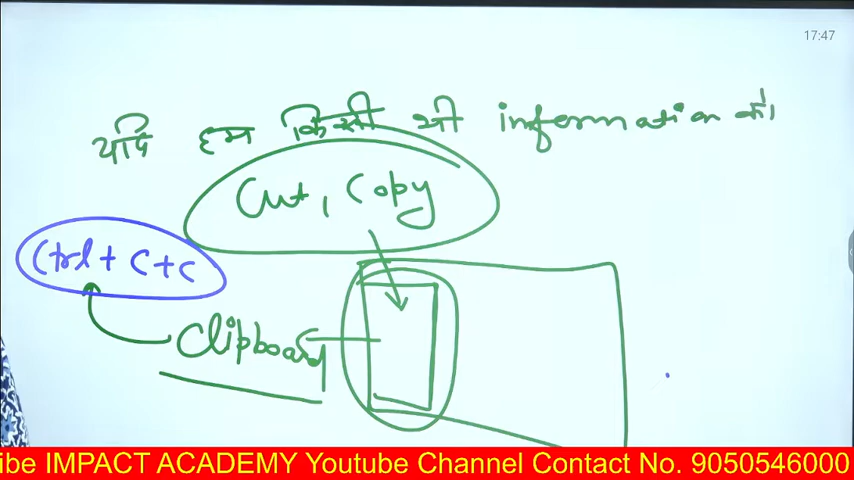 17:47
यदि हम किसी भी information को
Cut, Copy
Ctrl + C + C
Clipboard
ibe IMPACT ACADEMY Youtube Channel Contact No. 9050546000